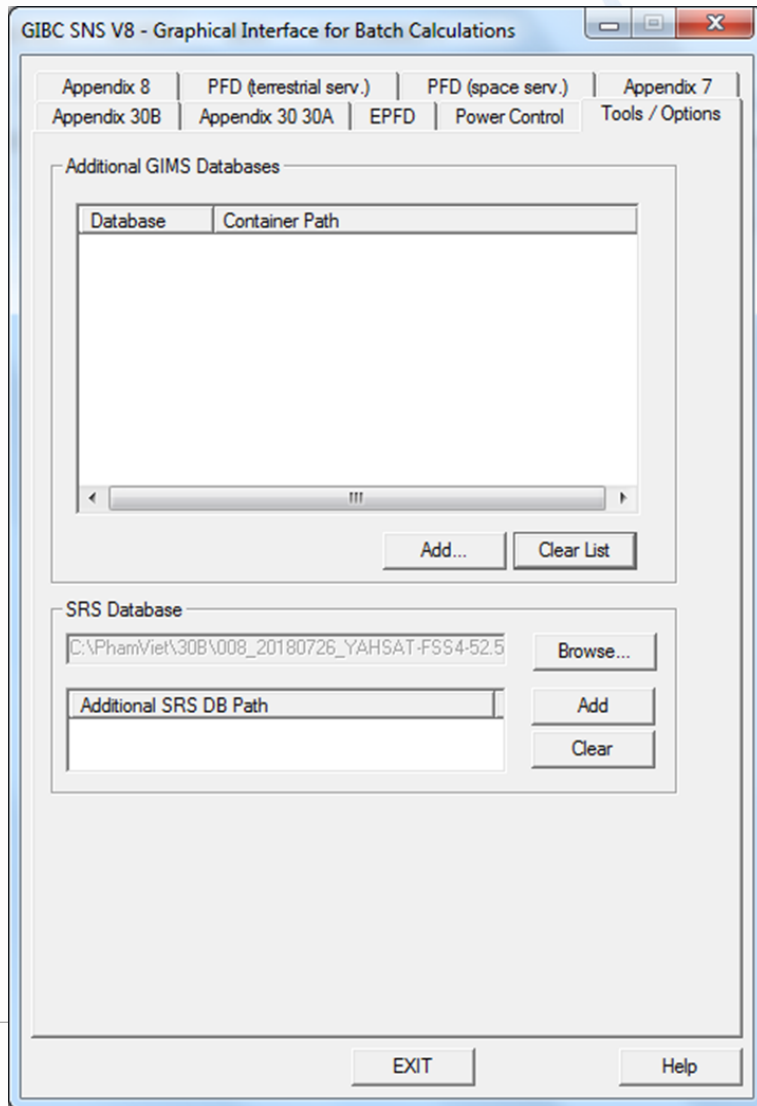 GIBC SNS V8 - Graphical Interface for Batch Calculations
Appendix 8 PFD (terrestrial serv.) PFD (space serv.) Appendix 7
Appendix 30B Appendix 30 30A EPFD Power Control Tools / Options
Additional GIMS Databases
Database Container Path
Add... Clear List
SRS Database
C:\PhamViet\30B\008_20180726_YAHSAT-FSS4-52.5 Browse...
Additional SRS DB Path Add
Clear
EXIT Help